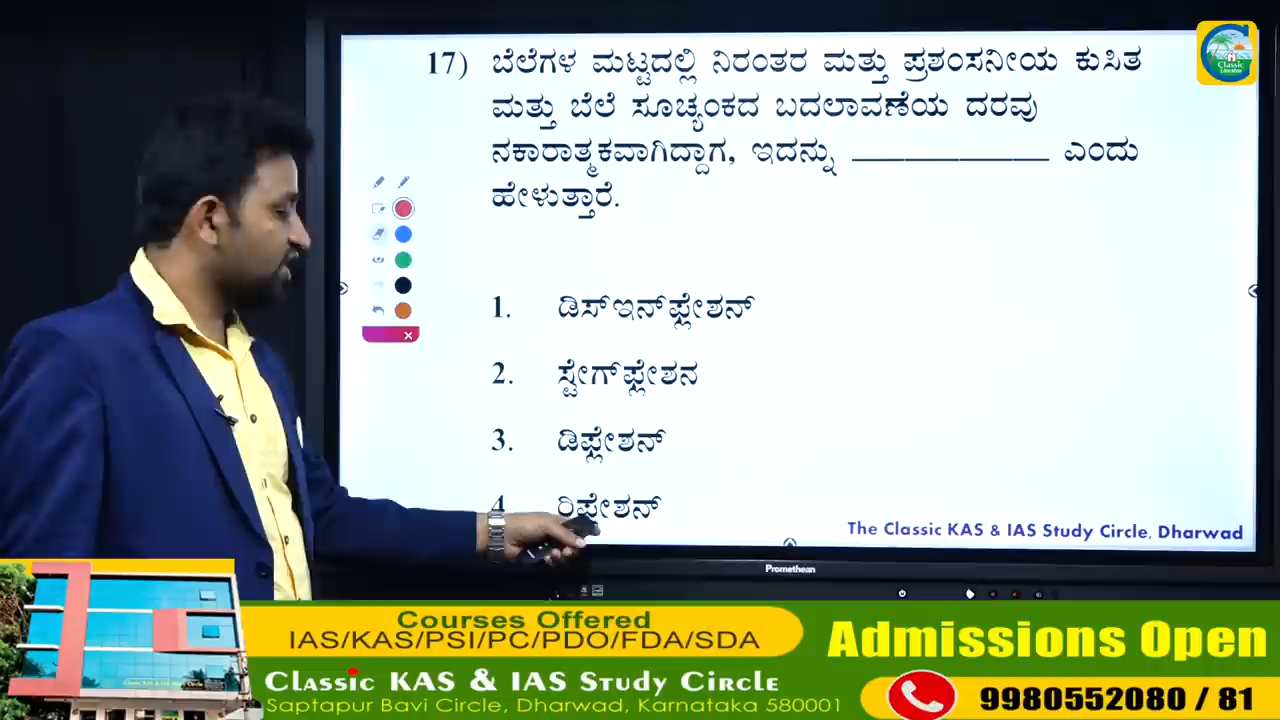 17) ಬೆಲೆಗಳ ಮಟ್ಟದಲ್ಲಿ ನಿರಂತರ ಮತ್ತು ಪ್ರಶಂಸನೀಯ ಕುಸಿತ
ಮತ್ತು ಬೆಲೆ ಸೂಚ್ಯಂಕದ ಬದಲಾವಣೆಯ ದರವು
ನಕಾರಾತ್ಮಕವಾಗಿದ್ದಾಗ, ಇದನ್ನು ____________ ಎಂದು
ಹೇಳುತ್ತಾರೆ.
1. ಡಿಸ್‌ಇನ್‌ಫ್ಲೇಶನ್
2. ಸ್ಟೇಗ್‌ಫ್ಲೇಶನ
3. ಡಿಫ್ಲೇಶನ್
4 ರಿಫ್ಲೇಶನ್
The Classic KAS & IAS Study Circle, Dharwad
Promethean
Classic
Courses Offered
IAS/KAS/PSI/PC/PDO/FDA/SDA
Classic KAS & IAS Study Circle
Saptapur Bavi Circle, Dharwad, Karnataka 580001
Admissions Open
9980552080 / 81